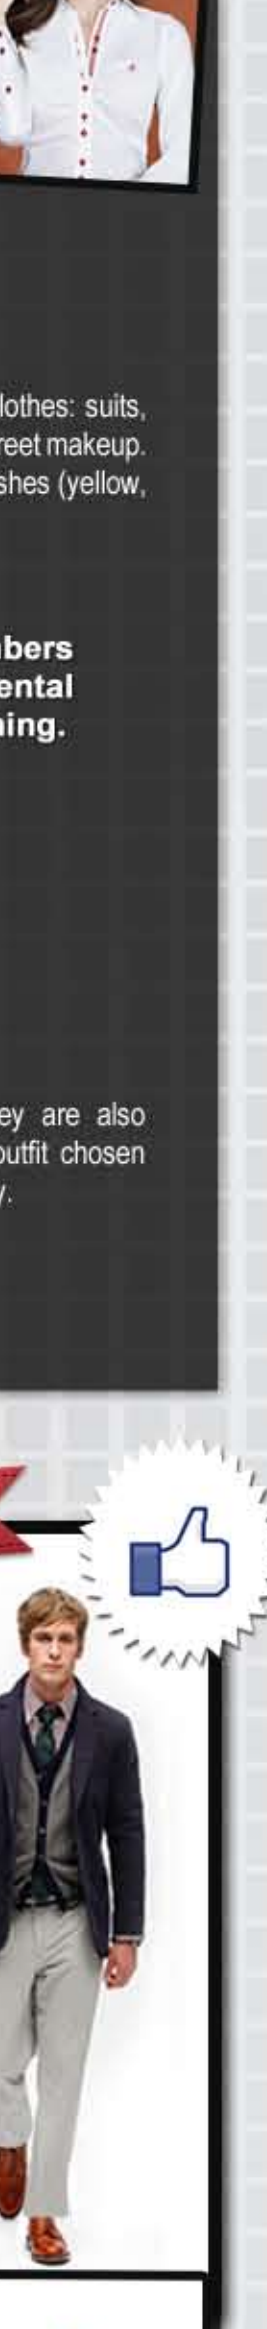 lothes: suits,
reet makeup.
shes (yellow,
bers
ental
ning.
ey are also
outfit chosen
y.